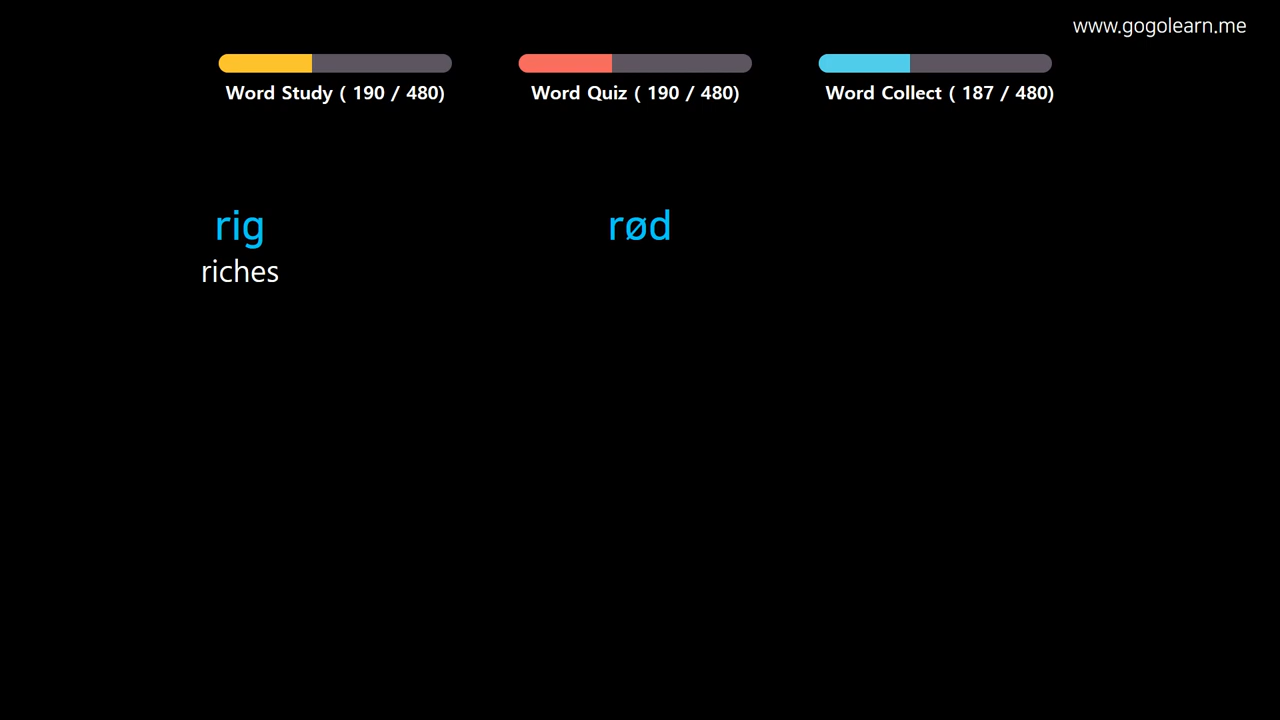 www.gogolearn.me
Word Study ( 190 / 480)
Word Quiz ( 190 / 480)
Word Collect ( 187 / 480)
rig
rød
riches